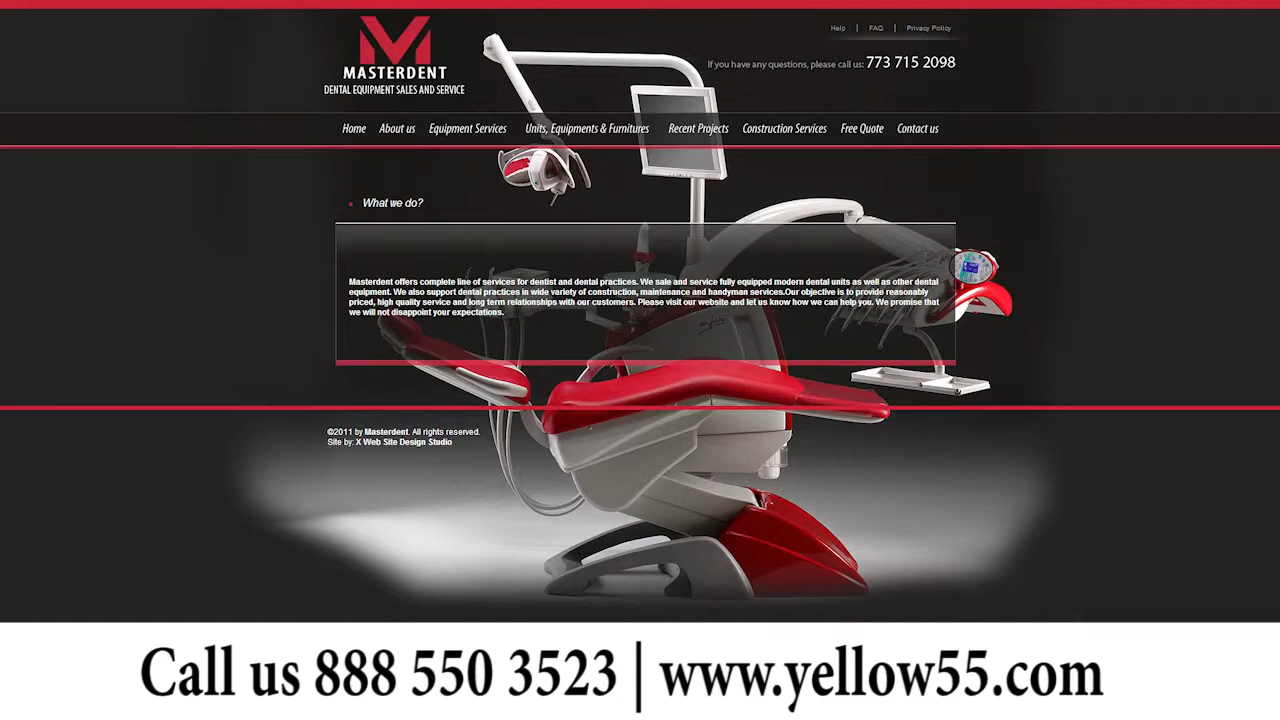 Help | FAQ | Privacy Policy
MASTERDENT
DENTAL EQUIPMENT SALES AND SERVICE
If you have any questions, please call us: 773 715 2098
Home About us Equipment Services Units, Equipments & Furnitures Recent Projects Construction Services Free Quote Contact us
What we do?
Masterdent offers complete line of services for dentist and dental practices. We sale and service fully equipped modern dental units as well as other dental
equipment. We also support dental practices in wide variety of construction, maintenance and handyman services.Our objective is to provide reasonably
priced, high quality service and long term relationships with our customers. Please visit our website and let us know how we can help you. We promise that
we will not disappoint your expectations.
©2011 by Masterdent. All rights reserved.
Site by: X Web Site Design Studio
Call us 888 550 3523 | www.yellow55.com